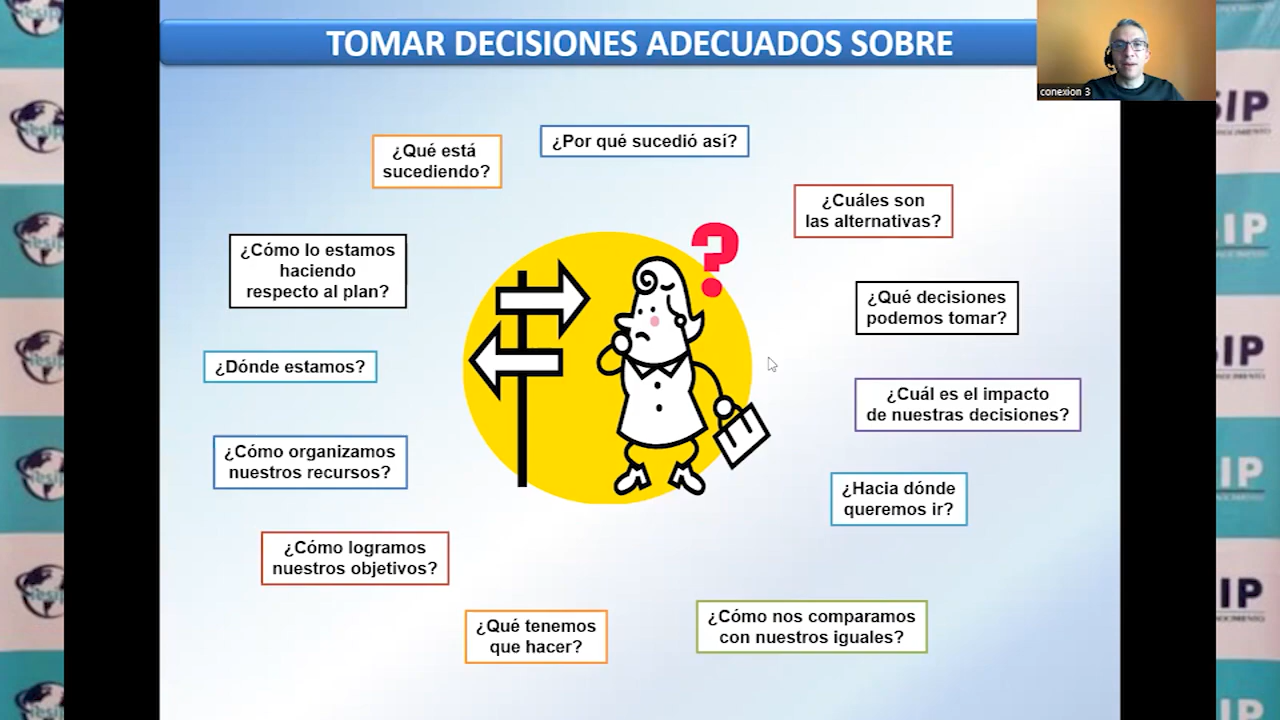 TOMAR DECISIONES ADECUADOS SOBRE
conexion 3
¿Por qué sucedió así?
¿Qué está
sucediendo?
¿Cuáles son
las alternativas?
¿Cómo lo estamos
haciendo
respecto al plan?
¿Qué decisiones
podemos tomar?
¿Dónde estamos?
¿Cuál es el impacto
de nuestras decisiones?
¿Cómo organizamos
nuestros recursos?
¿Hacia dónde
queremos ir?
¿Cómo logramos
nuestros objetivos?
¿Qué tenemos
que hacer?
¿Cómo nos comparamos
con nuestros iguales?